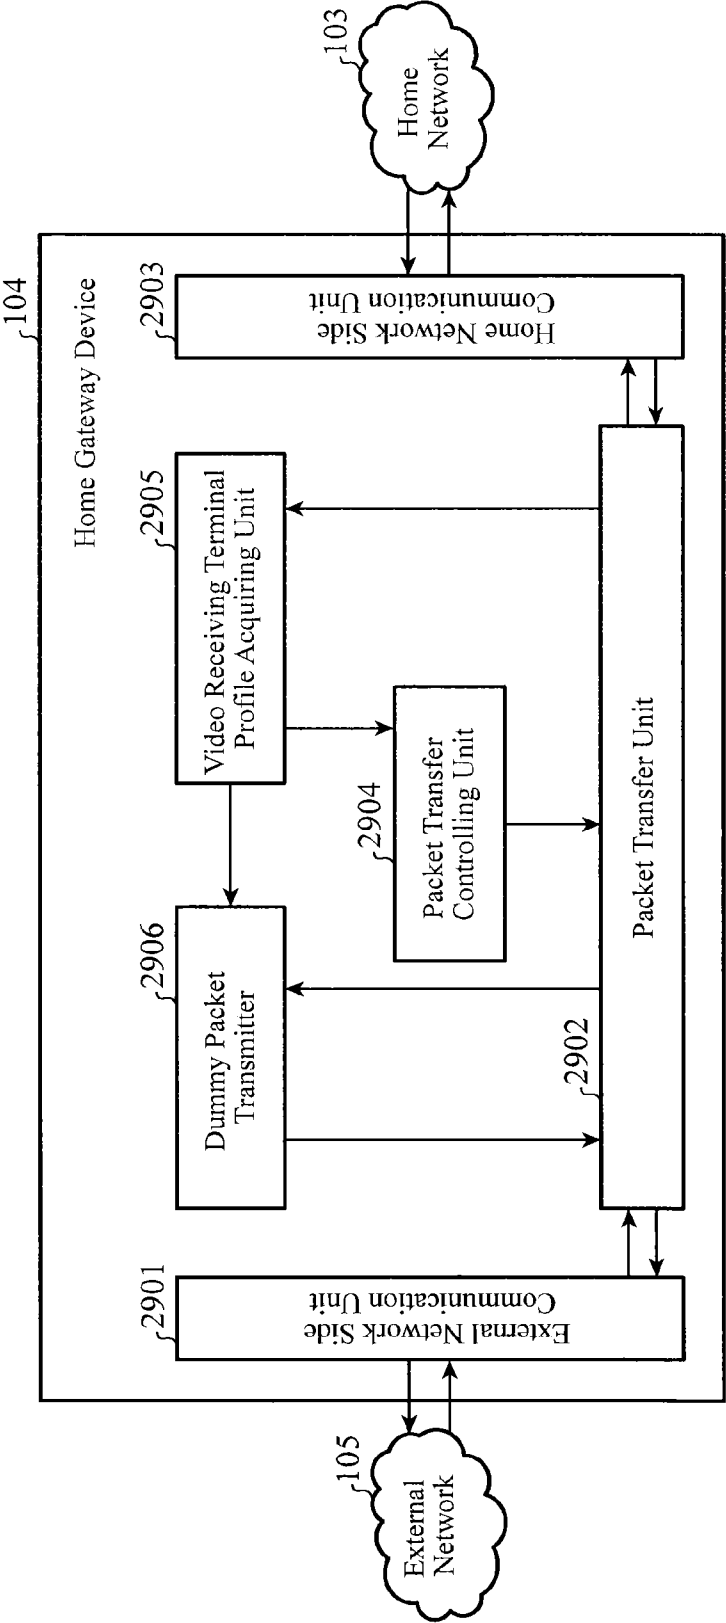 104
Home Gateway Device
105
External
Network
2901
External Network Side
Communication Unit
2906
Dummy Packet
Transmitter
2905
Video Receiving Terminal
Profile Acquiring Unit
2904
Packet Transfer
Controlling Unit
2902
Packet Transfer Unit
2903
Home Network Side
Communication Unit
103
Home
Network